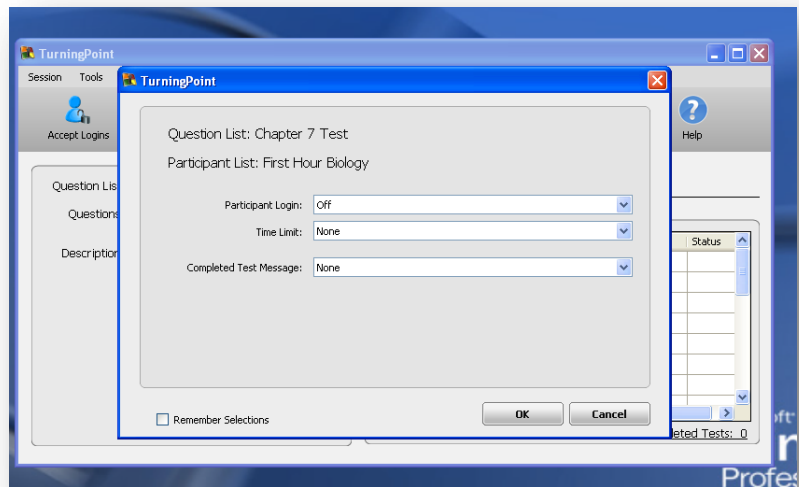 TurningPoint
Session Tools
Accept Logins
Help
Question Lis
Questions
Description
Status
leted Tests: 0
TurningPoint
Question List: Chapter 7 Test
Participant List: First Hour Biology
Participant Login: Off
Time Limit: None
Completed Test Message: None
Remember Selections
OK Cancel
oft
Profes